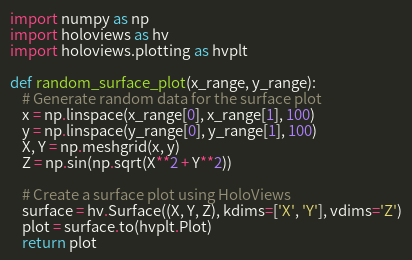 import numpy as np
import holoviews as hv
import holoviews.plotting as hvplt

def random_surface_plot(x_range, y_range):
    # Generate random data for the surface plot
    x = np.linspace(x_range[0], x_range[1], 100)
    y = np.linspace(y_range[0], y_range[1], 100)
    X, Y = np.meshgrid(x, y)
    Z = np.sin(np.sqrt(X**2 + Y**2))

    # Create a surface plot using HoloViews
    surface = hv.Surface((X, Y, Z), kdims=['X', 'Y'], vdims='Z')
    plot = surface.to(hvplt.Plot)
    return plot